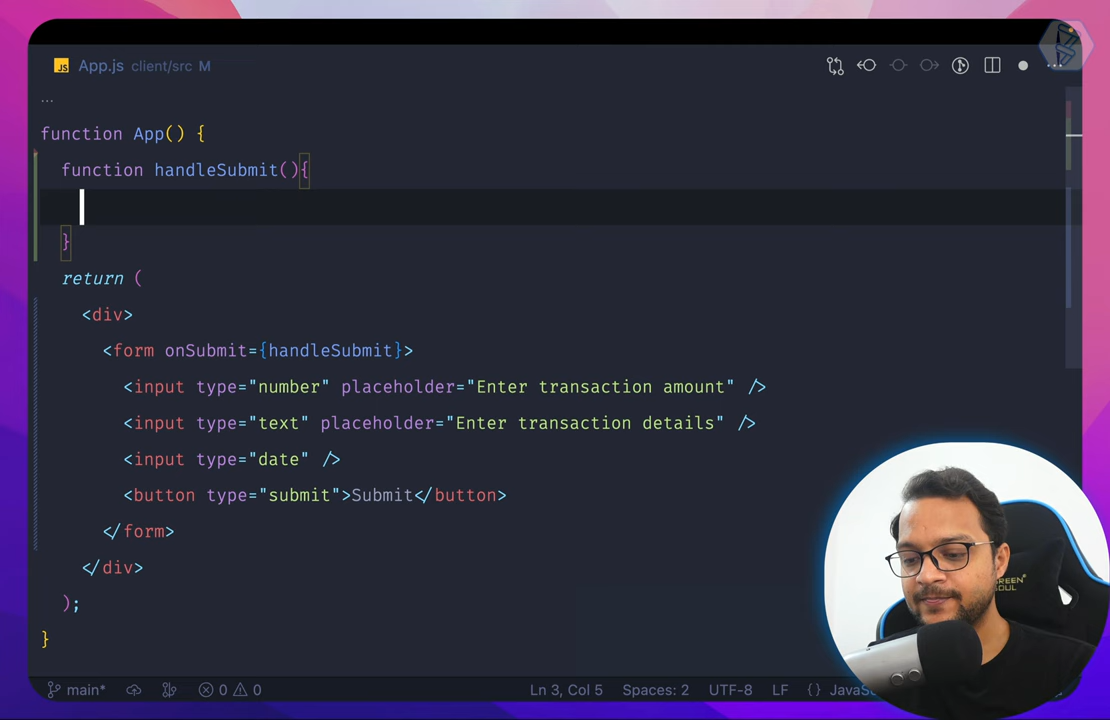 JS App.js client/src M
...
function App() {
function handleSubmit(){
}
return (
<div>
<form onSubmit={handleSubmit}>
<input type="number" placeholder="Enter transaction amount" />
<input type="text" placeholder="Enter transaction details" />
<input type="date" />
<button type="submit">Submit</button>
</form>
</div>
);
}
main* 0 0 Ln 3, Col 5 Spaces: 2 UTF-8 LF {}